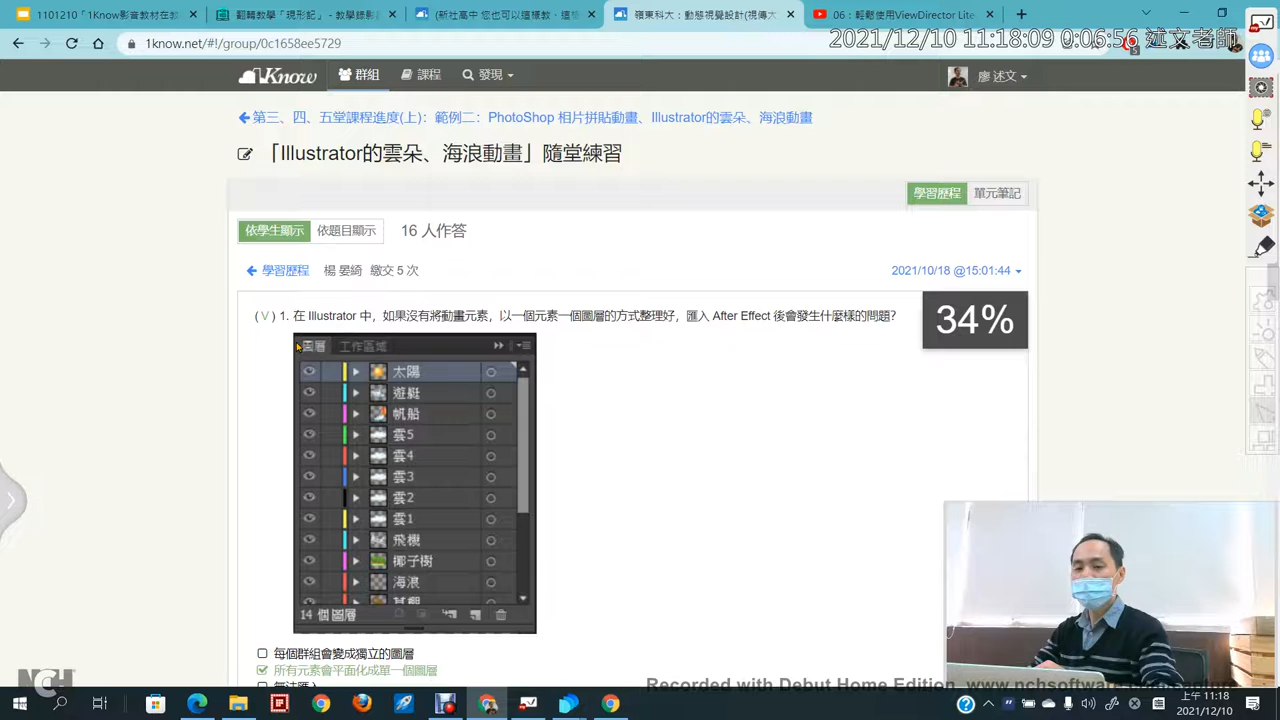 1101210「1Know影音教材在教
翻轉教學「現形記」- 教學錄影
(新社高中 您也可以這樣教 - 這樣
嶺東科大：動態視覺設計(視傳大
06：輕鬆使用ViewDirector Lite
1know.net/#!/group/0c1658ee5729
2021/12/10 11:18:09 0:06:56 述文老師
1Know 群組 課程 發現 廖 述文
第三、四、五堂課程進度(上)：範例二：PhotoShop 相片拼貼動畫、Illustrator的雲朵、海浪動畫
「Illustrator的雲朵、海浪動畫」隨堂練習
學習歷程 單元筆記
依學生顯示 依題目顯示 16 人作答
學習歷程 楊 晏綺 繳交 5 次 2021/10/18 @15:01:44
(V) 1. 在 Illustrator 中，如果沒有將動畫元素，以一個元素一個圖層的方式整理好，匯入 After Effect 後會發生什麼樣的問題?
34%
圖層 工作區域
太陽
遊艇
帆船
雲5
雲4
雲3
雲2
雲1
飛機
椰子樹
海浪
14 個圖層
每個群組會變成獨立的圖層
所有元素會平面化成單一個圖層
NCH
Recorded with Debut Home Edition www.nchsoftware.com
上午 11:18
2021/12/10